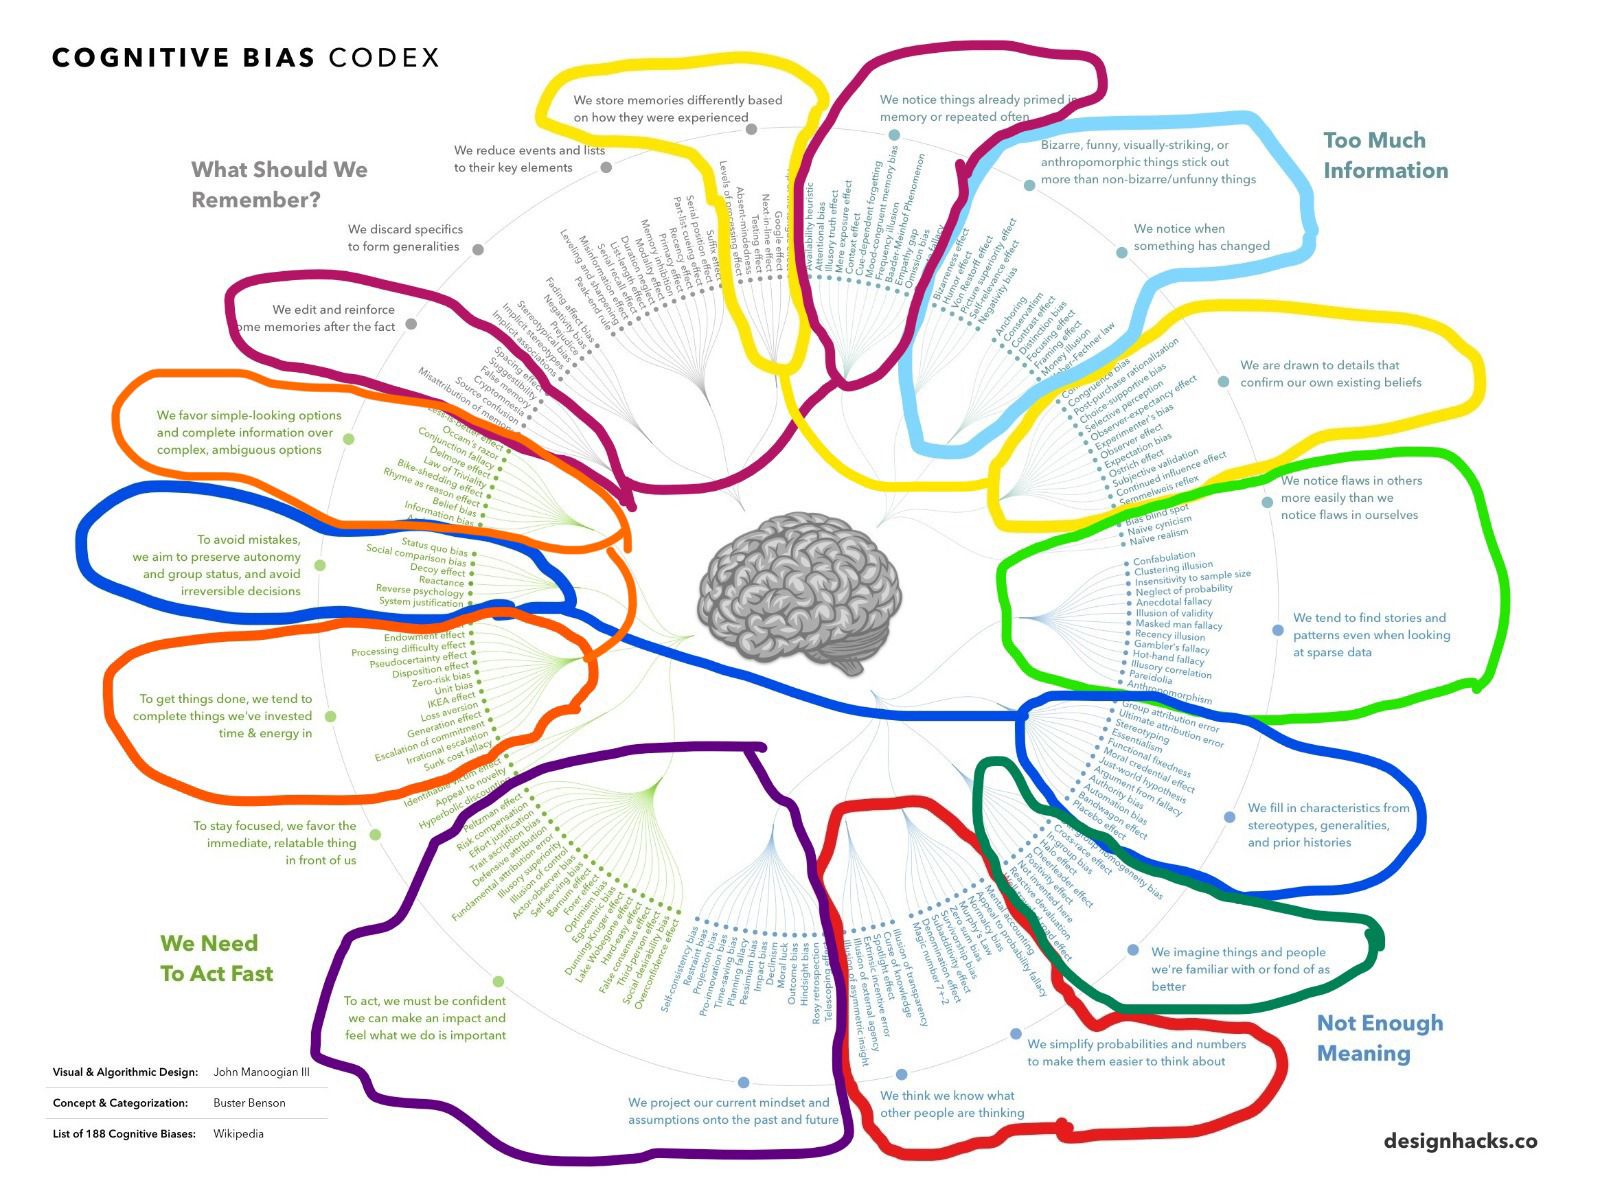 COGNITIVE BIAS CODEX
What Should We
Remember?
We store memories differently based
on how they were experienced
We reduce events and lists
to their key elements
We discard specifics
to form generalities
We edit and reinforce
ome memories after the fact
Levels of processing effect
Absent-mindedness
Testing effect
Next-in-line effect
Google effect
Suffix effect
Serial position effect
Part-list cueing effect
Recency effect
Primacy effect
Memory inhibition
Modality effect
Duration neglect
List-length effect
Serial recall effect
Misinformation effect
Leveling and sharpening
Peak-end rule
Fading affect bias
Negativity bias
Prejudice
Stereotypical bias
Implicit stereotypes
Implicit associations
Spacing effect
Suggestibility
False memory
Cryptomnesia
Source confusion
Misattribution of memory
Too Much
Information
We notice things already primed in
memory or repeated often
Bizarre, funny, visually-striking, or
anthropomorphic things stick out
more than non-bizarre/unfunny things
We notice when
something has changed
We are drawn to details that
confirm our own existing beliefs
We notice flaws in others
more easily than we
notice flaws in ourselves
Availability heuristic
Attentional bias
Illusory truth effect
Mere exposure effect
Context effect
Cue-dependent forgetting
Mood-congruent memory bias
Frequency illusion
Baader-Meinhof Phenomenon
Empathy gap
Omission bias
Bizarreness effect
Humor effect
Von Restorff effect
Picture superiority effect
Self-relevance effect
Negativity bias
Anchoring
Conservatism
Contrast effect
Distinction bias
Focusing effect
Framing effect
Money illusion
ber–Fechner law
Congruence bias
Post-purchase rationalization
Choice-supportive bias
Selective perception
Observer-expectancy effect
Experimenter's bias
Observer effect
Expectation bias
Ostrich effect
Subjective validation
Continued influence effect
Semmelweis reflex
Bias blind spot
Naïve cynicism
Naïve realism
We tend to find stories and
patterns even when looking
at sparse data
We fill in characteristics from
stereotypes, generalities,
and prior histories
We imagine things and people
we're familiar with or fond of as
better
We simplify probabilities and numbers
to make them easier to think about
We think we know what
other people are thinking
We project our current mindset and
assumptions onto the past and future
Not Enough
Meaning
Confabulation
Clustering illusion
Insensitivity to sample size
Neglect of probability
Anecdotal fallacy
Illusion of validity
Masked man fallacy
Recency illusion
Gambler's fallacy
Hot-hand fallacy
Illusory correlation
Pareidolia
Anthropomorphism
Group attribution error
Ultimate attribution error
Stereotyping
Essentialism
Functional fixedness
Moral credential effect
Just-world hypothesis
Argument from fallacy
Authority bias
Automation bias
Bandwagon effect
Placebo effect
homogeneity bias
Cross-race effect
In-group bias
Halo effect
Cheerleader effect
Positivity effect
Not invented here
Reactive devaluation
Mental accounting
Appeal to probability fallacy
Normalcy bias
Murphy's Law
Zero sum bias
Survivorship bias
Subadditivity effect
Denomination effect
Magic number 7+-2
Illusion of transparency
Curse of knowledge
Spotlight effect
Extrinsic incentive error
Illusion of external agency
Illusion of asymmetric insight
Telescoping effect
Rosy retrospection
Hindsight bias
Outcome bias
Moral luck
Declinism
Impact bias
Pessimism bias
Planning fallacy
Time-saving bias
Pro-innovation bias
Projection bias
Restraint bias
Self-consistency bias
We favor simple-looking options
and complete information over
complex, ambiguous options
To avoid mistakes,
we aim to preserve autonomy
and group status, and avoid
irreversible decisions
To get things done, we tend to
complete things we've invested
time & energy in
To stay focused, we favor the
immediate, relatable thing
in front of us
To act, we must be confident
we can make an impact and
feel what we do is important
We Need
To Act Fast
Less-is-better effect
Occam's razor
Conjunction fallacy
Delmore effect
Law of Triviality
Bike-shedding effect
Rhyme as reason effect
Belief bias
Information bias
Status quo bias
Social comparison bias
Decoy effect
Reactance
Reverse psychology
System justification
Endowment effect
Processing difficulty effect
Pseudocertainty effect
Disposition effect
Zero-risk bias
Unit bias
IKEA effect
Loss aversion
Generation effect
Escalation of commitment
Irrational escalation
Sunk cost fallacy
Identifiable victim effect
Appeal to novelty
Hyperbolic discounting
Peltzman effect
Risk compensation
Effort justification
Trait ascription bias
Defensive attribution
Fundamental attribution error
Illusory superiority
Illusion of control
Actor-observer bias
Self-serving bias
Barnum effect
Forer effect
Optimism bias
Egocentric bias
Dunning-Kruger effect
Lake Wobegone effect
Hard-easy effect
False consensus effect
Third-person effect
Social desirability bias
Overconfidence effect
Visual & Algorithmic Design: John Manoogian III
Concept & Categorization: Buster Benson
List of 188 Cognitive Biases: Wikipedia
designhacks.co